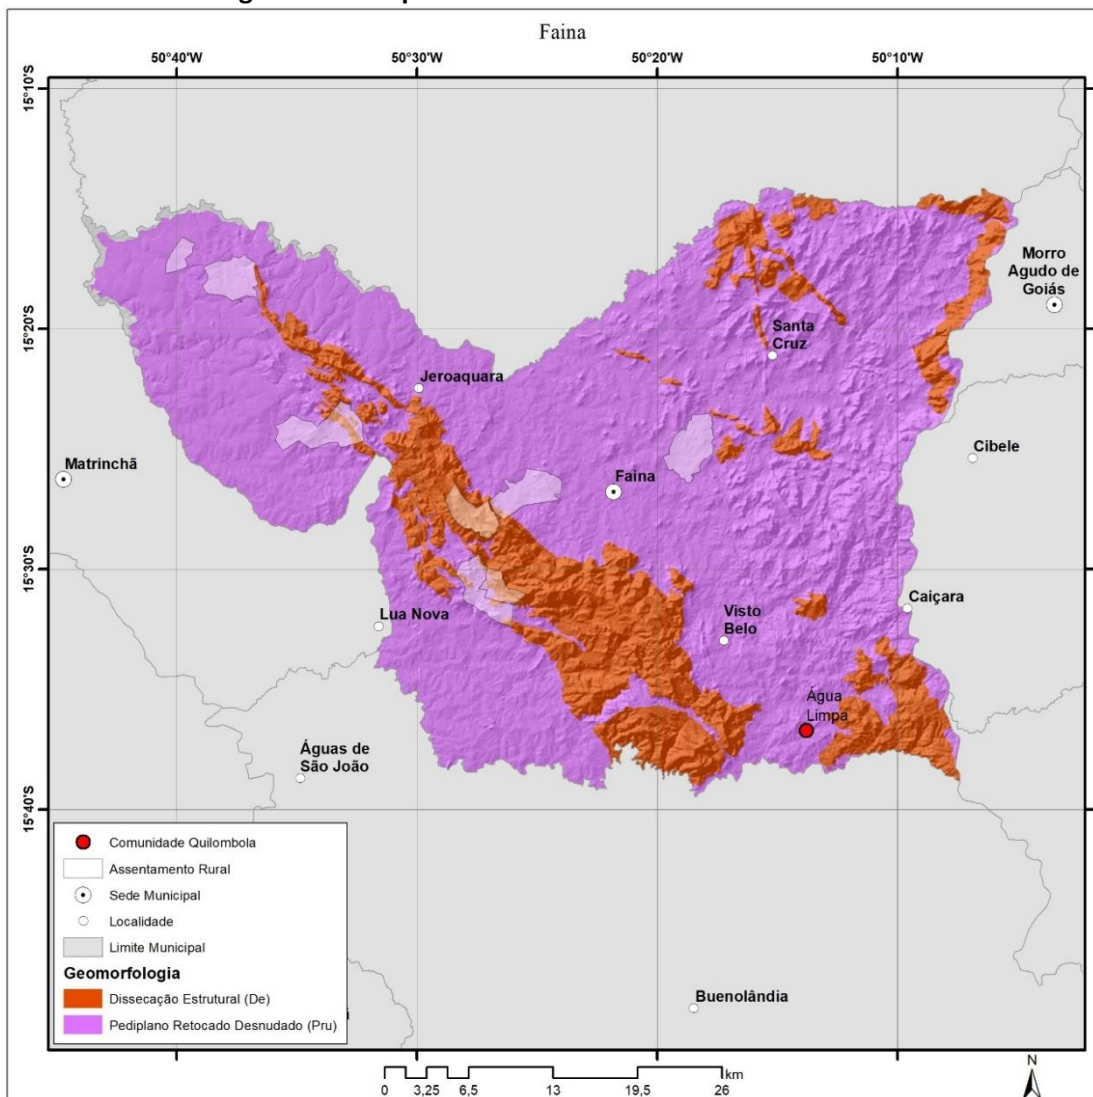 Faina
50°40'W
50°30'W
50°20'W
50°10'W
15°10'S
15°20'S
15°30'S
15°40'S
Morro
Agudo de
Goiás
Santa
Cruz
Jeroaquara
Cibele
Matrinchã
Faina
Caiçara
Lua Nova
Visto
Belo
Água
Limpa
Águas de
São João
Buenolândia
Comunidade Quilombola
Assentamento Rural
Sede Municipal
Localidade
Limite Municipal
Geomorfologia
Dissecação Estrutural (De)
Pediplano Retocado Desnudado (Pru)
km
0 3,25 6,5 13 19,5 26
N